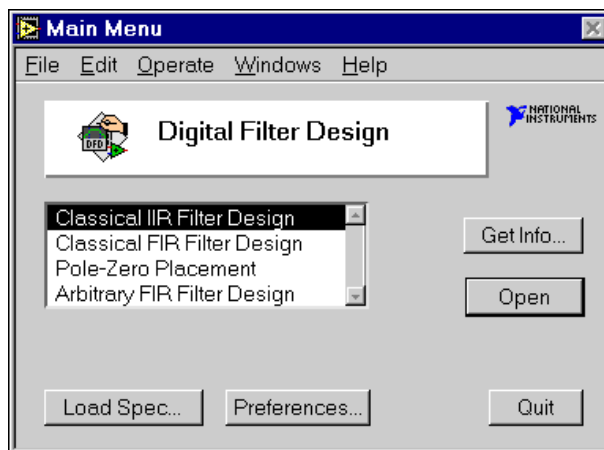 Main Menu
File Edit Operate Windows Help
DFD
Digital Filter Design
NATIONAL
INSTRUMENTS
Classical IIR Filter Design
Classical FIR Filter Design
Pole-Zero Placement
Arbitrary FIR Filter Design
Get Info...
Open
Load Spec...
Preferences...
Quit